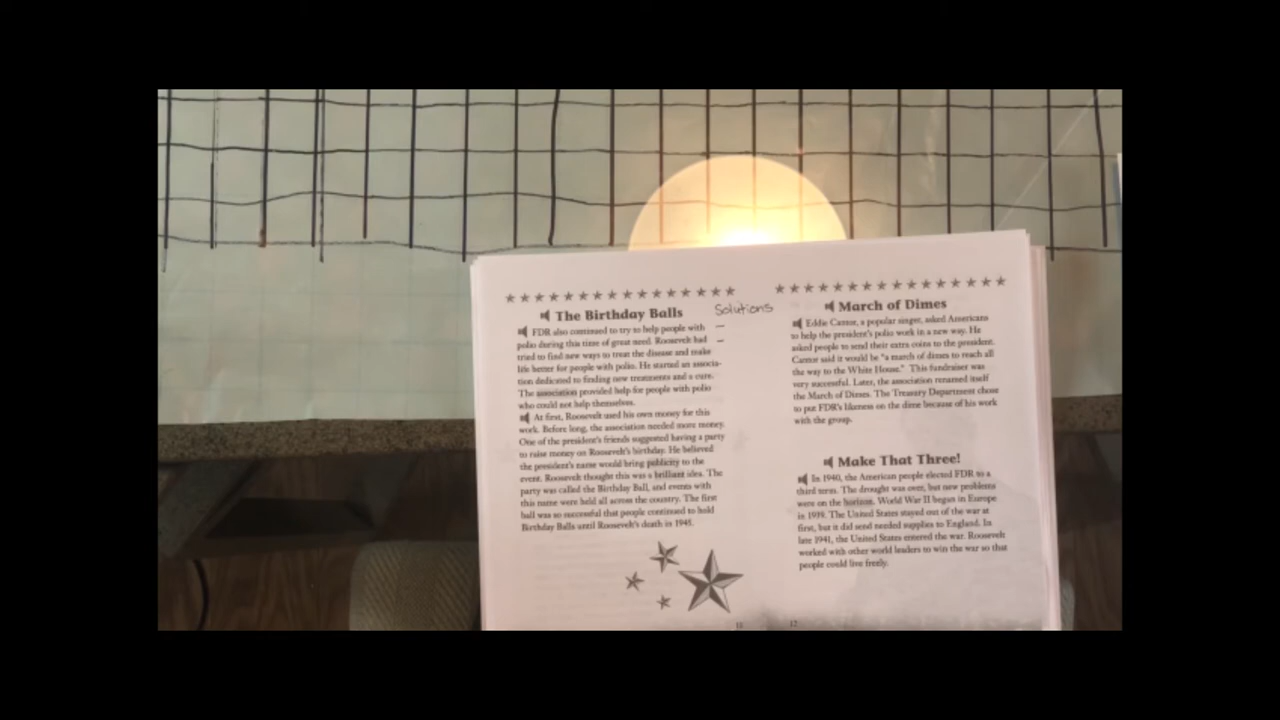 The Birthday Balls
FDR also continued to try to help people with
polio during this time of great need. Roosevelt had
tried to find new ways to treat the disease and make
life better for people with polio. He started an associa-
tion dedicated to finding new treatments and a cure.
The association provided help for people with polio
who could not help themselves.
At first, Roosevelt used his own money for this
work. Before long, the association needed more money.
One of the president's friends suggested having a party
to raise money on Roosevelt's birthday. He believed
the president's name would bring publicity to the
event. Roosevelt thought this was a brilliant idea. The
party was called the Birthday Ball, and events with
this name were held all across the country. The first
ball was so successful that people continued to hold
Birthday Balls until Roosevelt's death in 1945.
11
Solutions
–
–
March of Dimes
Eddie Cantor, a popular singer, asked Americans
to help the president's polio work in a new way. He
asked people to send their extra coins to the president.
Cantor said it would be "a march of dimes to reach all
the way to the White House." This fundraiser was
very successful. Later, the association renamed itself
the March of Dimes. The Treasury Department chose
to put FDR's likeness on the dime because of his work
with the group.
Make That Three!
In 1940, the American people elected FDR to a
third term. The drought was over, but new problems
were on the horizon. World War II began in Europe
in 1939. The United States stayed out of the war at
first, but it did send needed supplies to England. In
late 1941, the United States entered the war. Roosevelt
worked with other world leaders to win the war so that
people could live freely.
12